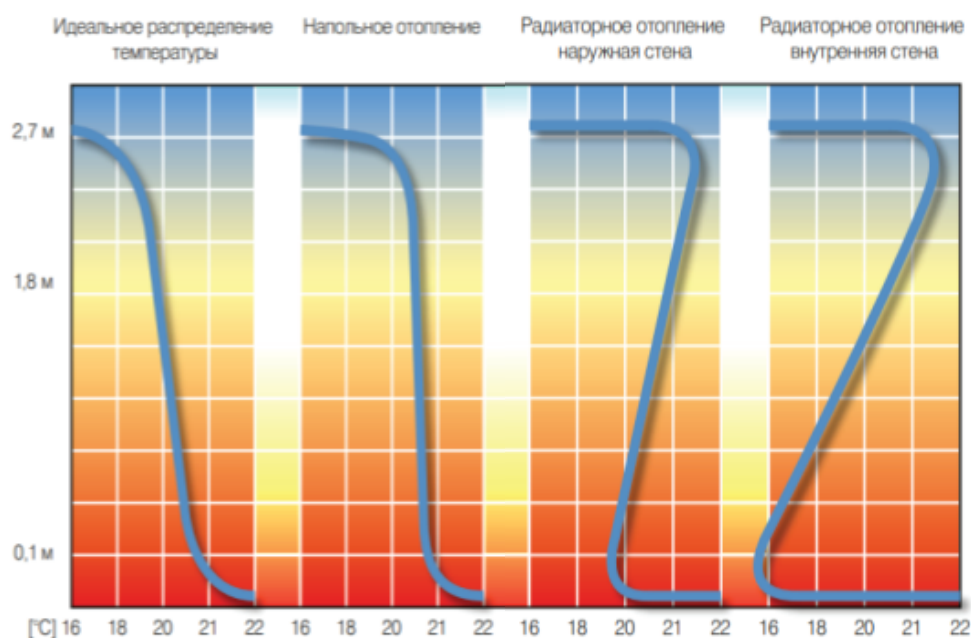 Идеальное распределение
температуры
Напольное отопление
Радиаторное отопление
наружная стена
Радиаторное отопление
внутренняя стена
2,7 м
1,8 м
0,1 м
[°C] 16 18 20 21 22 16 18 20 21 22 16 18 20 21 22 16 18 20 21 22